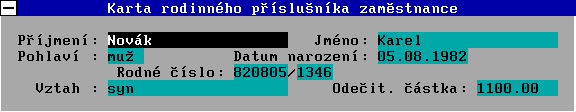 Karta rodinného příslušníka zaměstnance
Příjmení: Novák Jméno: Karel
Pohlaví : muž Datum narození: 05.08.1982
Rodné číslo: 820805/1346
Vztah : syn Odečit. částka: 1100.00